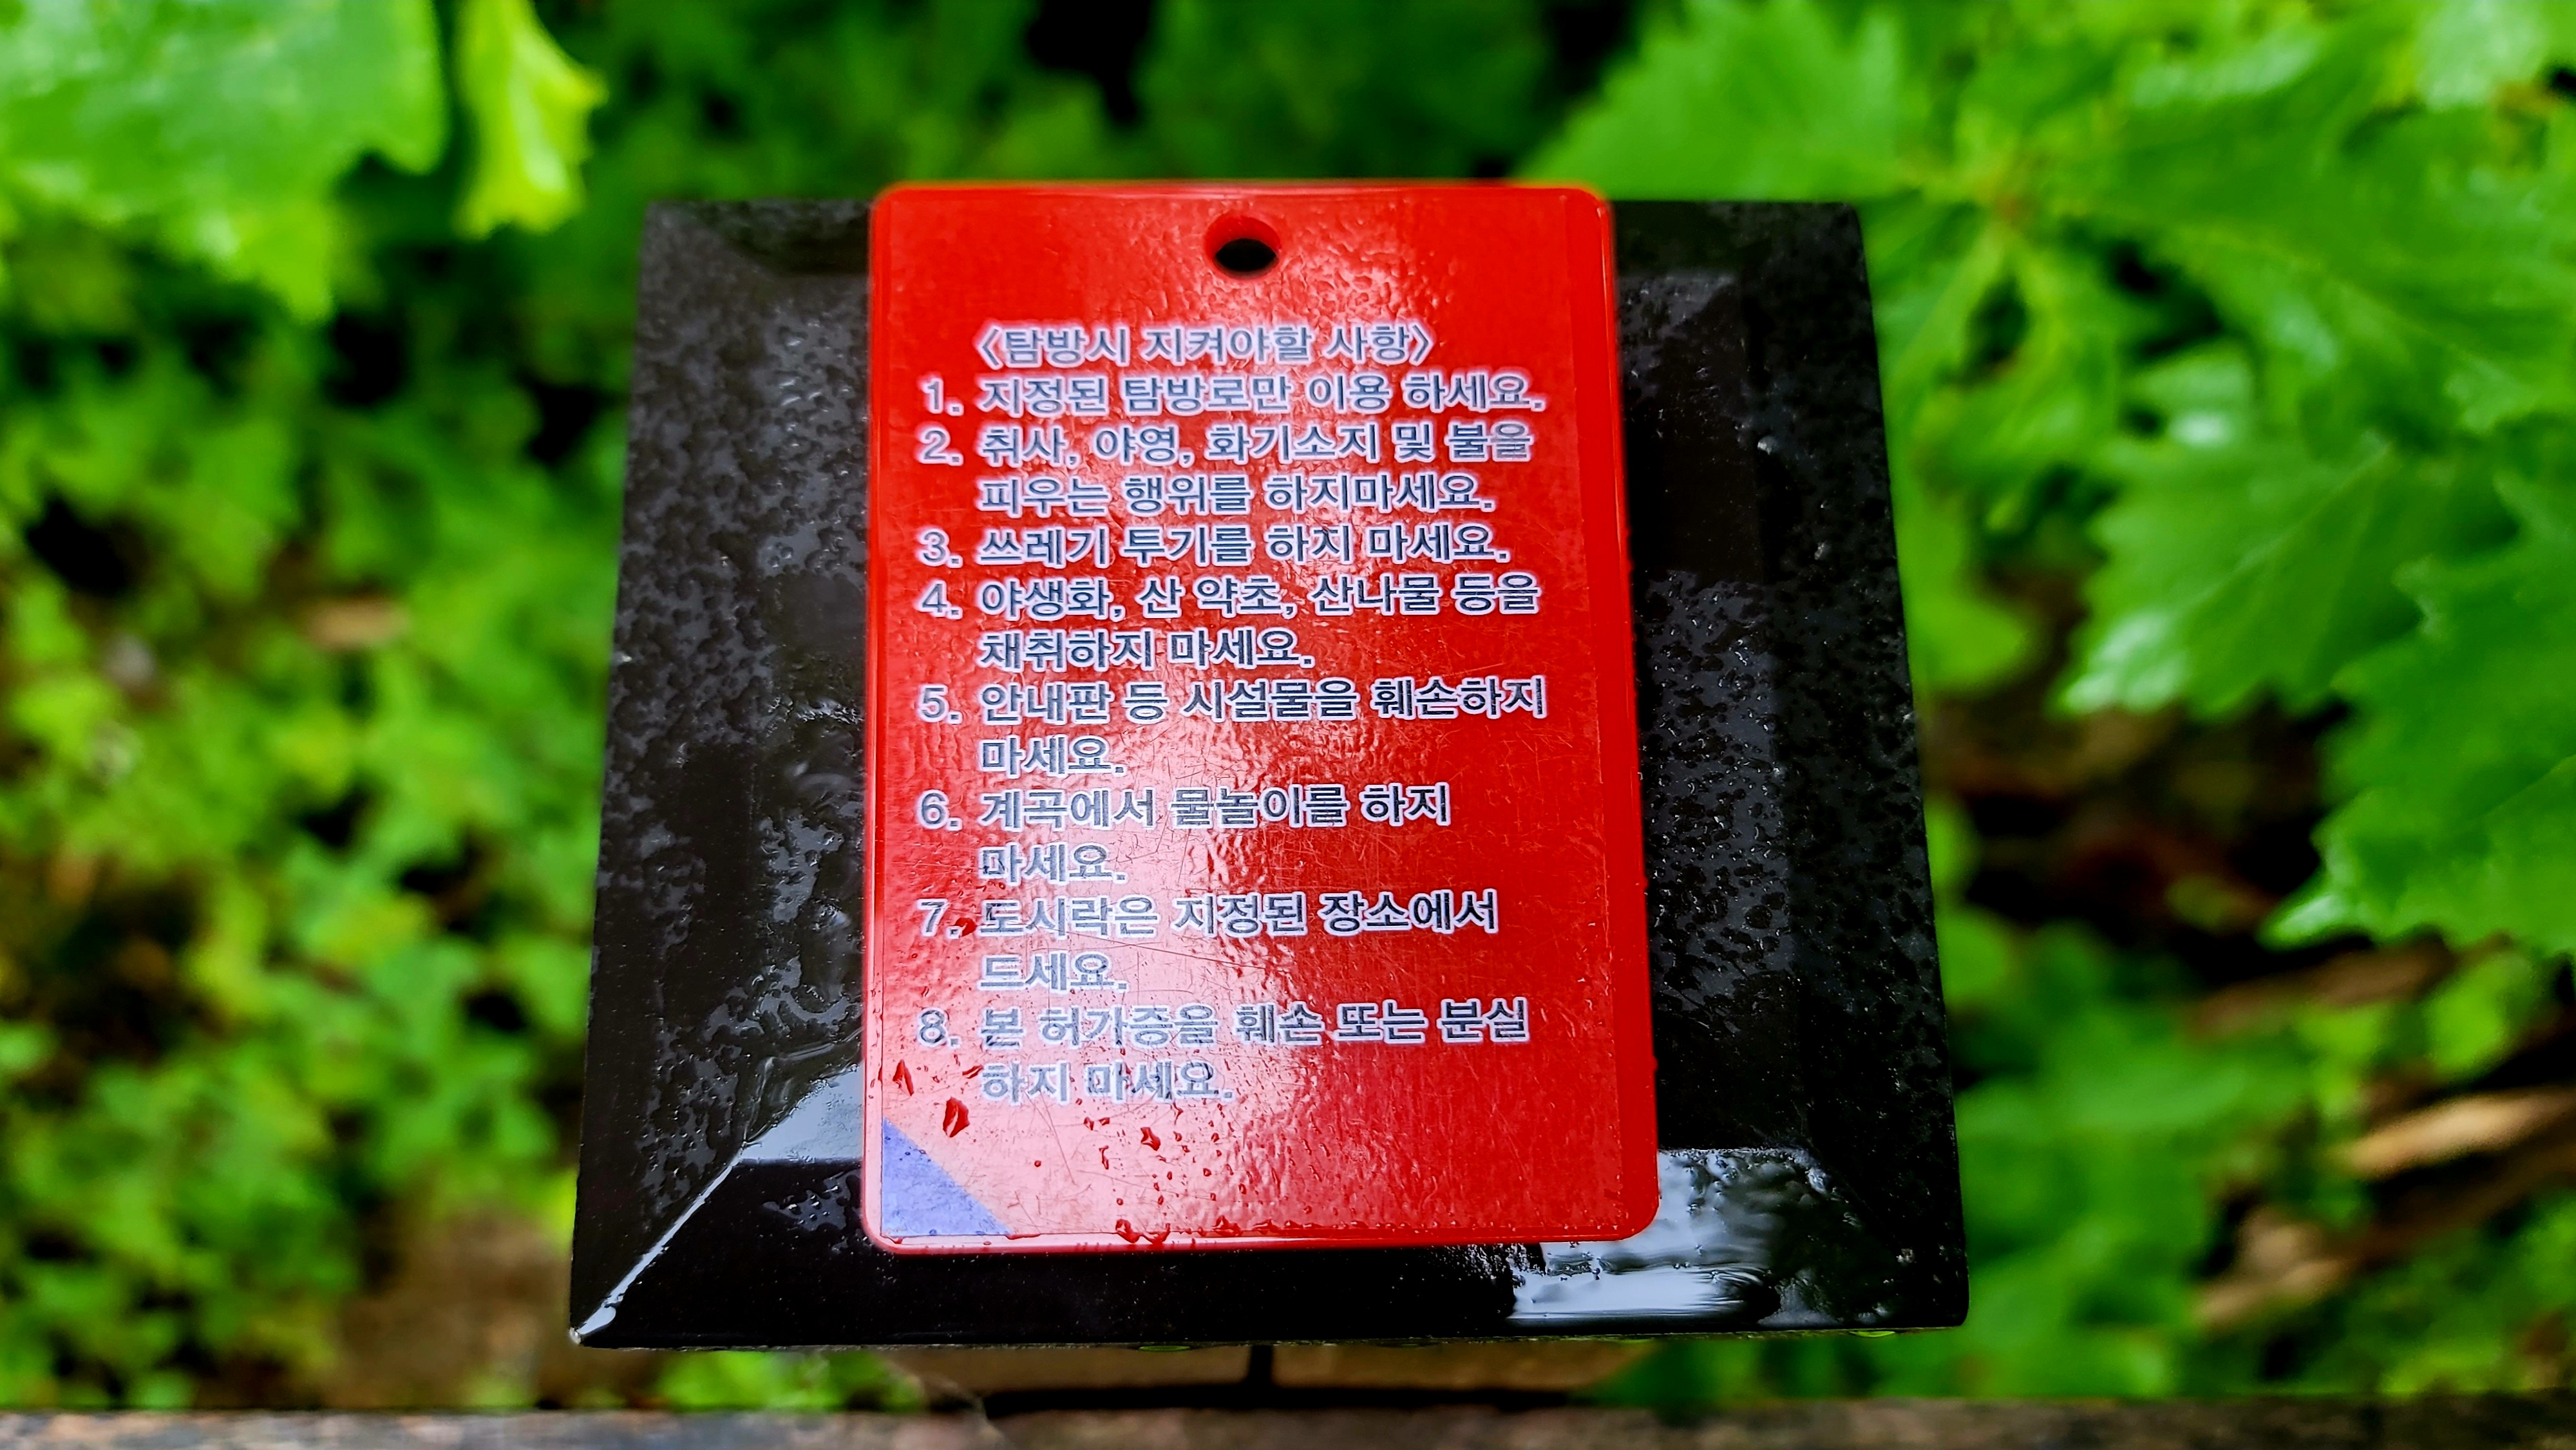 〈탐방시 지켜야할 사항〉
1. 지정된 탐방로만 이용 하세요.
2. 취사, 야영, 화기소지 및 불을
피우는 행위를 하지마세요.
3. 쓰레기 투기를 하지 마세요.
4. 야생화, 산 약초, 산나물 등을
채취하지 마세요.
5. 안내판 등 시설물을 훼손하지
마세요.
6. 계곡에서 물놀이를 하지
마세요.
7. 도시락은 지정된 장소에서
드세요.
8. 본 허가증을 훼손 또는 분실
하지 마세요.